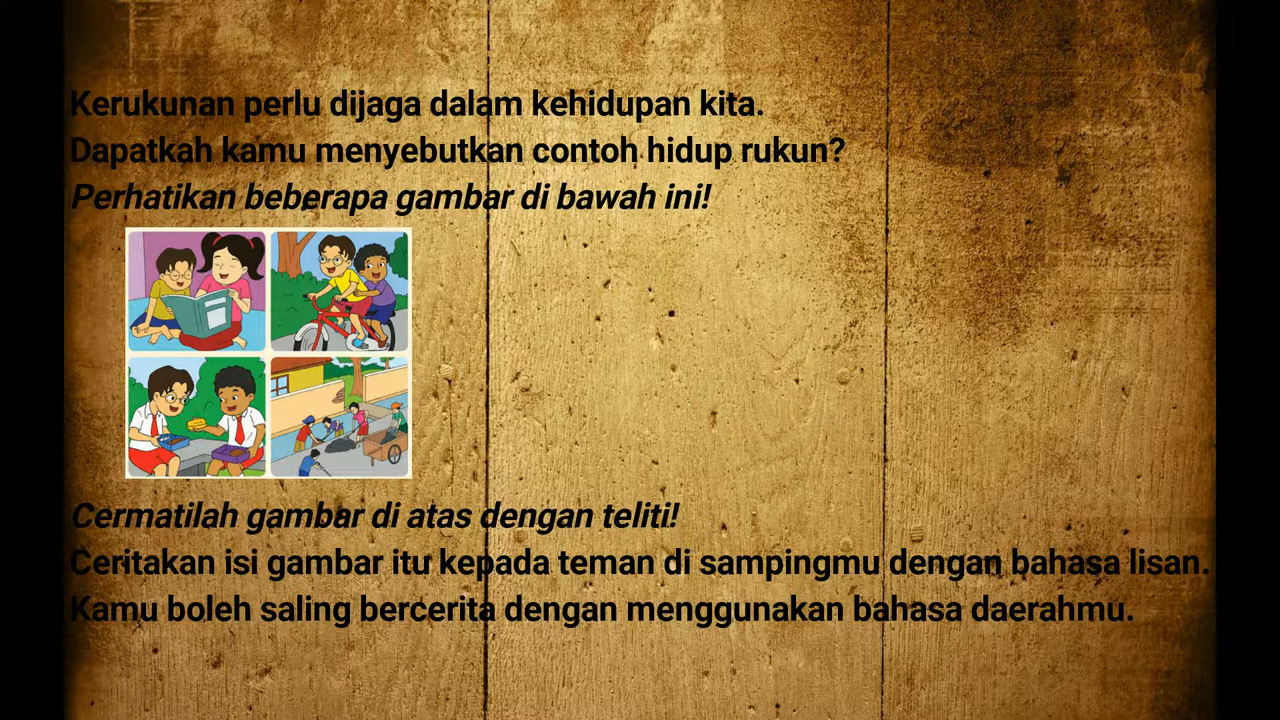 Kerukunan perlu dijaga dalam kehidupan kita.
Dapatkah kamu menyebutkan contoh hidup rukun?
Perhatikan beberapa gambar di bawah ini!
Cermatilah gambar di atas dengan teliti!
Ceritakan isi gambar itu kepada teman di sampingmu dengan bahasa lisan.
Kamu boleh saling bercerita dengan menggunakan bahasa daerahmu.